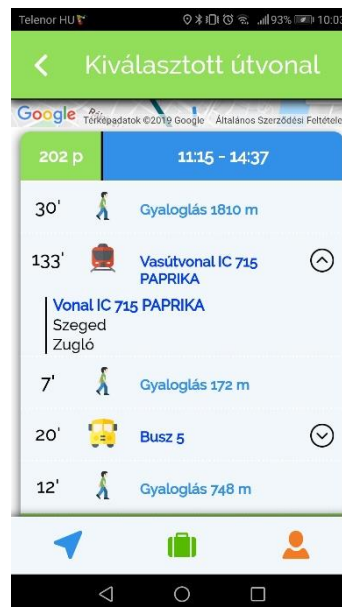 Telenor HU 93% 10:03
Kiválasztott útvonal
Google Térképadatok ©2019 Google Általános Szerződési Feltétele
202 p 11:15 - 14:37
30' Gyaloglás 1810 m
133' Vasútvonal IC 715
PAPRIKA
Vonal IC 715 PAPRIKA
Szeged
Zugló
7' Gyaloglás 172 m
20' Busz 5
12' Gyaloglás 748 m